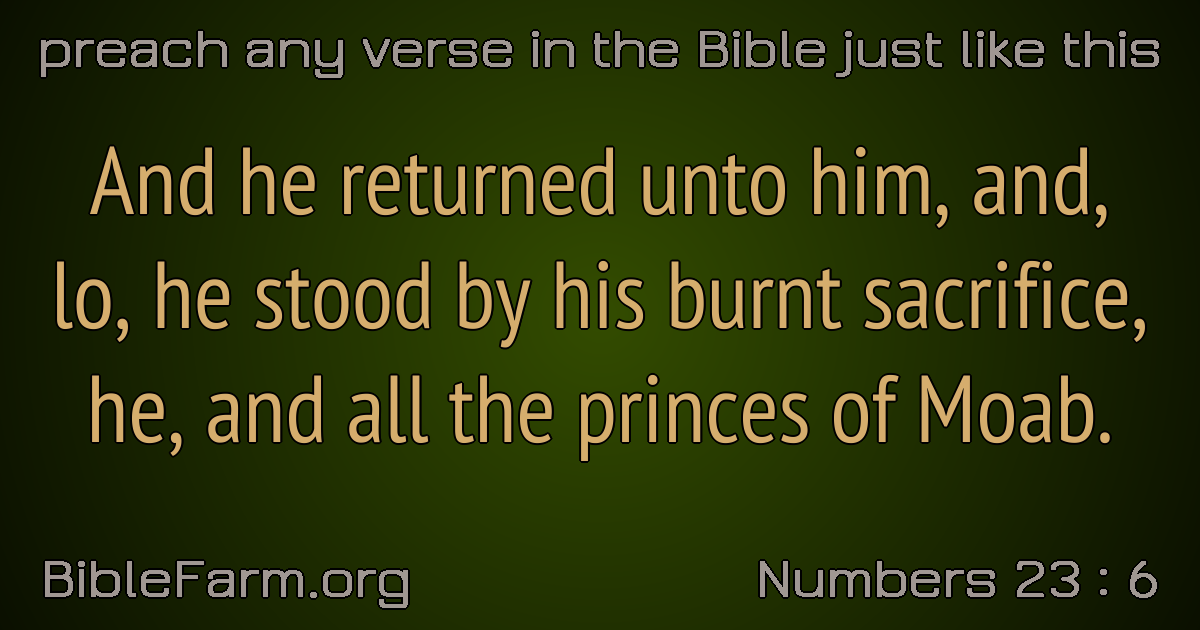 preach any verse in the Bible just like this
And he returned unto him, and,
lo, he stood by his burnt sacrifice,
he, and all the princes of Moab.
BibleFarm.org
Numbers 23 : 6